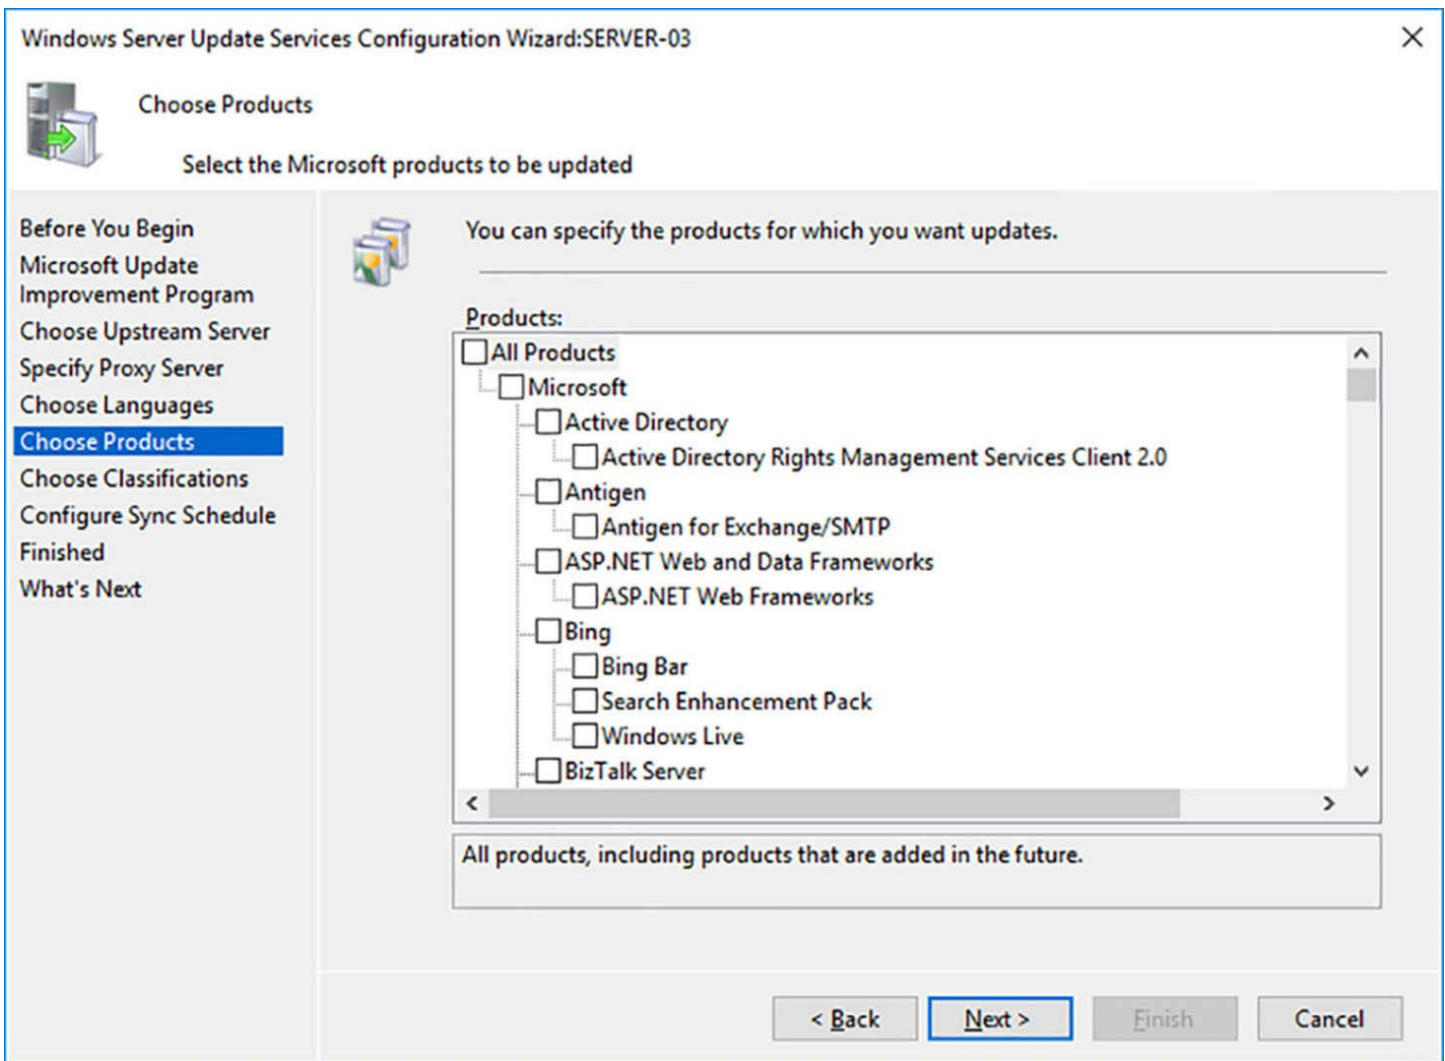 Windows Server Update Services Configuration Wizard:SERVER-03
Choose Products
Select the Microsoft products to be updated
Before You Begin
Microsoft Update
Improvement Program
Choose Upstream Server
Specify Proxy Server
Choose Languages
Choose Products
Choose Classifications
Configure Sync Schedule
Finished
What's Next
You can specify the products for which you want updates.
Products:
All Products
Microsoft
Active Directory
Active Directory Rights Management Services Client 2.0
Antigen
Antigen for Exchange/SMTP
ASP.NET Web and Data Frameworks
ASP.NET Web Frameworks
Bing
Bing Bar
Search Enhancement Pack
Windows Live
BizTalk Server
All products, including products that are added in the future.
< Back
Next >
Finish
Cancel